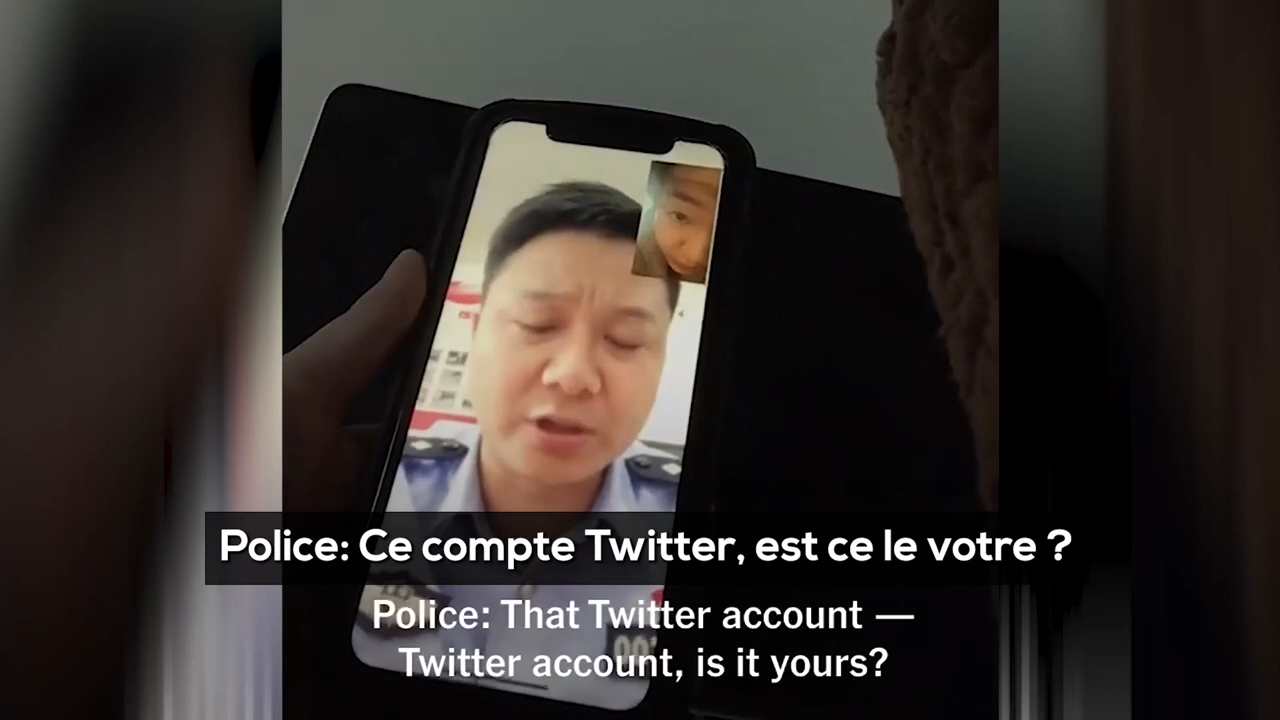 Police: Ce compte Twitter, est ce le votre ?
Police: That Twitter account —
Twitter account, is it yours?